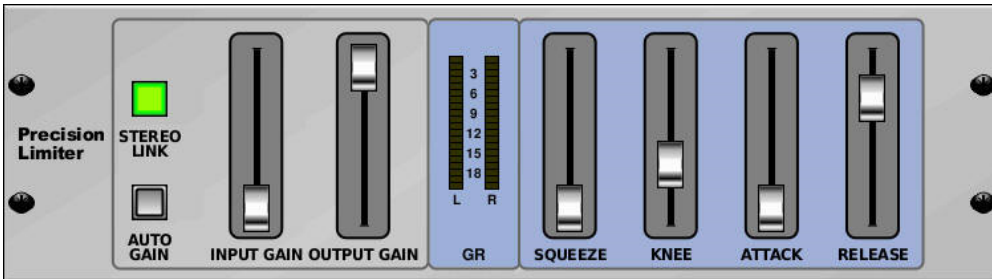 Precision
Limiter
STEREO
LINK
AUTO
GAIN
INPUT GAIN
OUTPUT GAIN
3
6
9
12
15
18
L
R
GR
SQUEEZE
KNEE
ATTACK
RELEASE